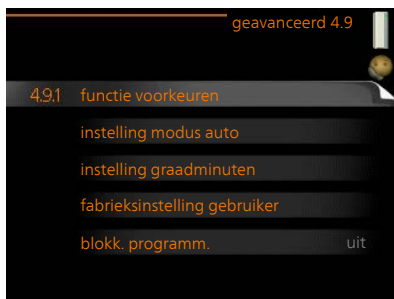 geavanceerd 4.9
4.9.1 functie voorkeuren
instelling modus auto
instelling graadminuten
fabrieksinstelling gebruiker
blokk. programm. uit